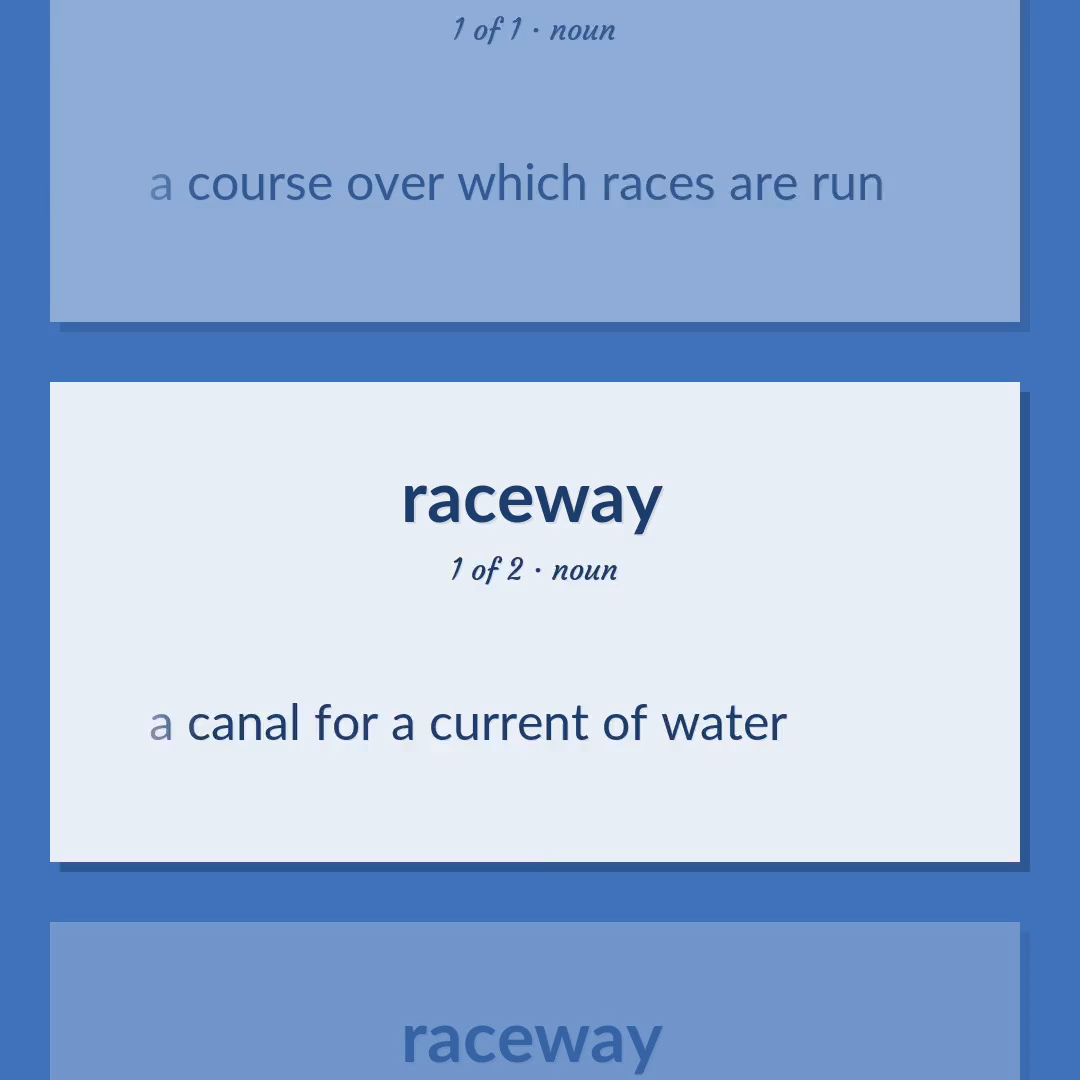 1 of 1 · noun
a course over which races are run
raceway
1 of 2 · noun
a canal for a current of water
raceway